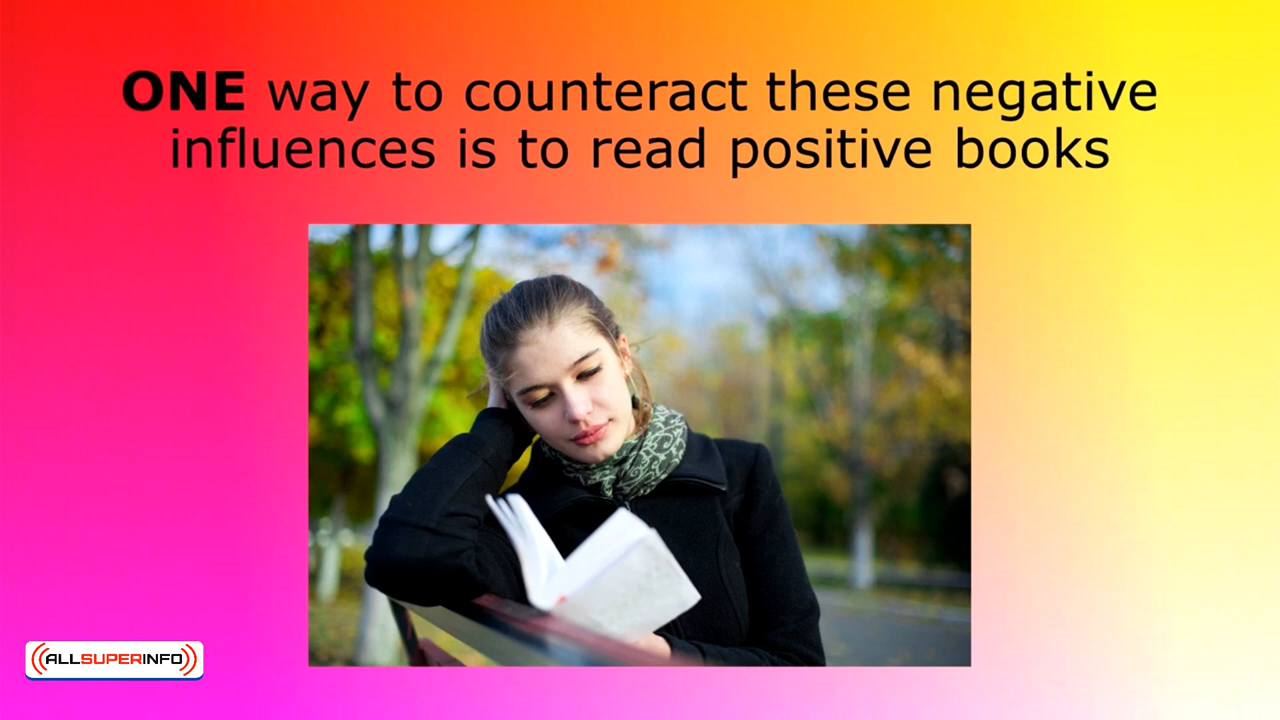 ONE way to counteract these negative
influences is to read positive books
ALLSUPERINFO